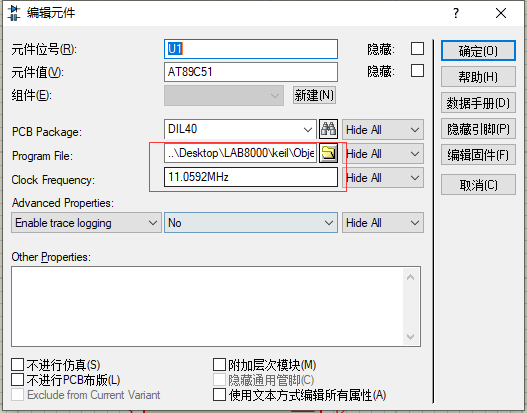 编辑元件
? ×
元件位号(R): U1 隐藏: 确定(O)
元件值(V): AT89C51 隐藏: 帮助(H)
组件(E): 新建(N) 数据手册(D)
PCB Package: DIL40 Hide All 隐藏引脚(P)
Program File: ..\Desktop\LAB8000\keil\Obje Hide All 编辑固件(F)
Clock Frequency: 11.0592MHz Hide All 取消(C)
Advanced Properties:
Enable trace logging No Hide All
Other Properties:
不进行仿真(S) 附加层次模块(M)
不进行PCB布版(L) 隐藏通用管脚(C)
Exclude from Current Variant 使用文本方式编辑所有属性(A)